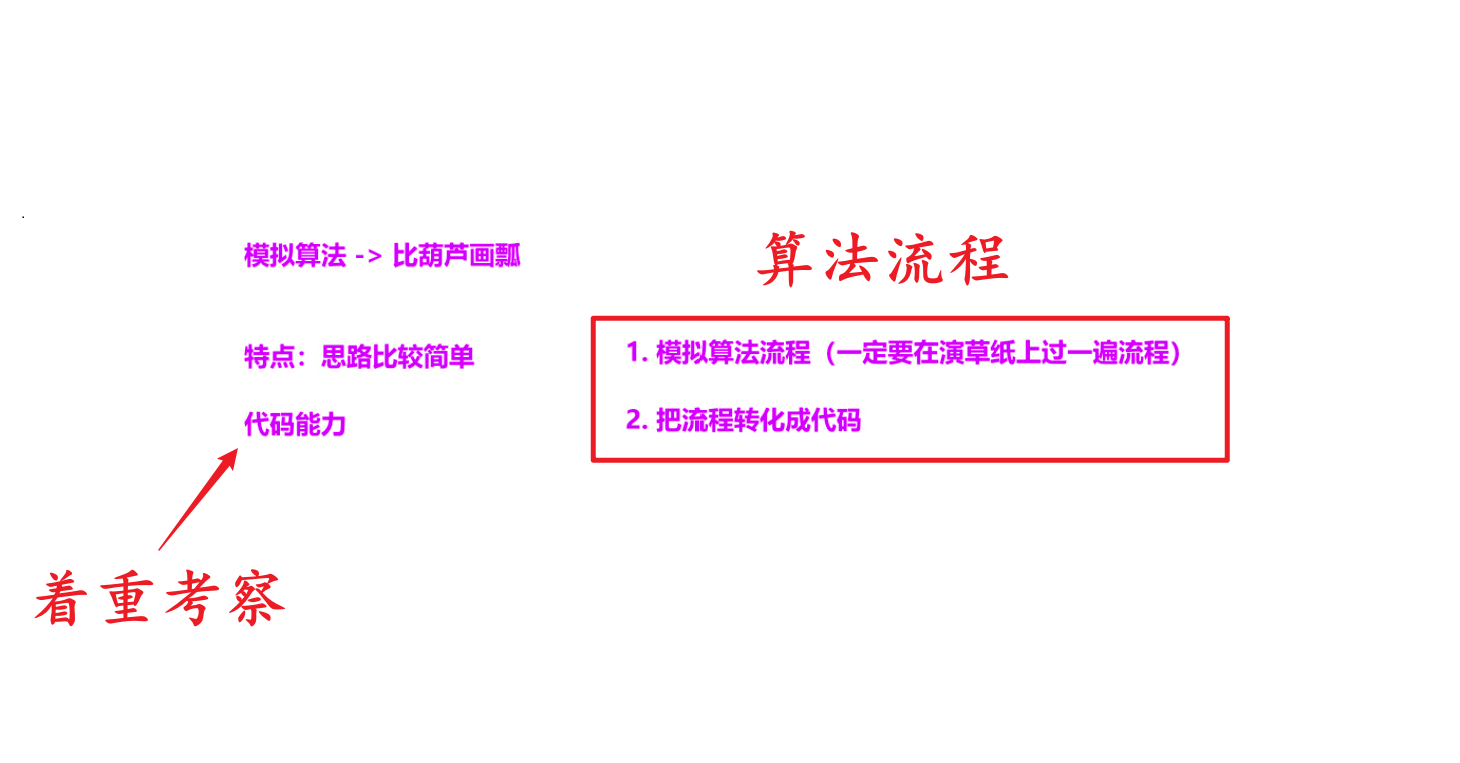 模拟算法 -> 比葫芦画瓢
特点：思路比较简单
代码能力
着重考察
算法流程
1. 模拟算法流程（一定要在演草纸上过一遍流程）
2. 把流程转化成代码